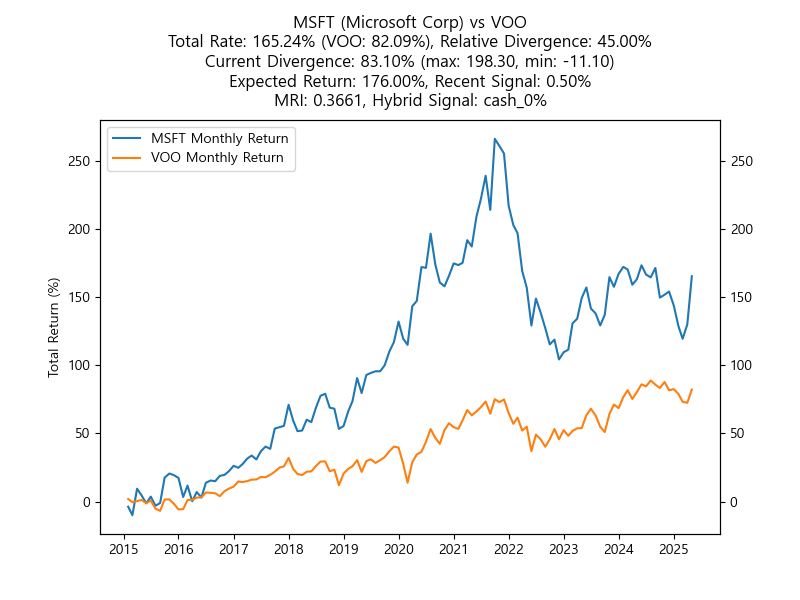 MSFT (Microsoft Corp) vs VOO
Total Rate: 165.24% (VOO: 82.09%), Relative Divergence: 45.00%
Current Divergence: 83.10% (max: 198.30, min: -11.10)
Expected Return: 176.00%, Recent Signal: 0.50%
MRI: 0.3661, Hybrid Signal: cash_0%
MSFT Monthly Return
VOO Monthly Return
Total Return (%)
250 250
200 200
150 150
100 100
50 50
0 0
2015 2016 2017 2018 2019 2020 2021 2022 2023 2024 2025